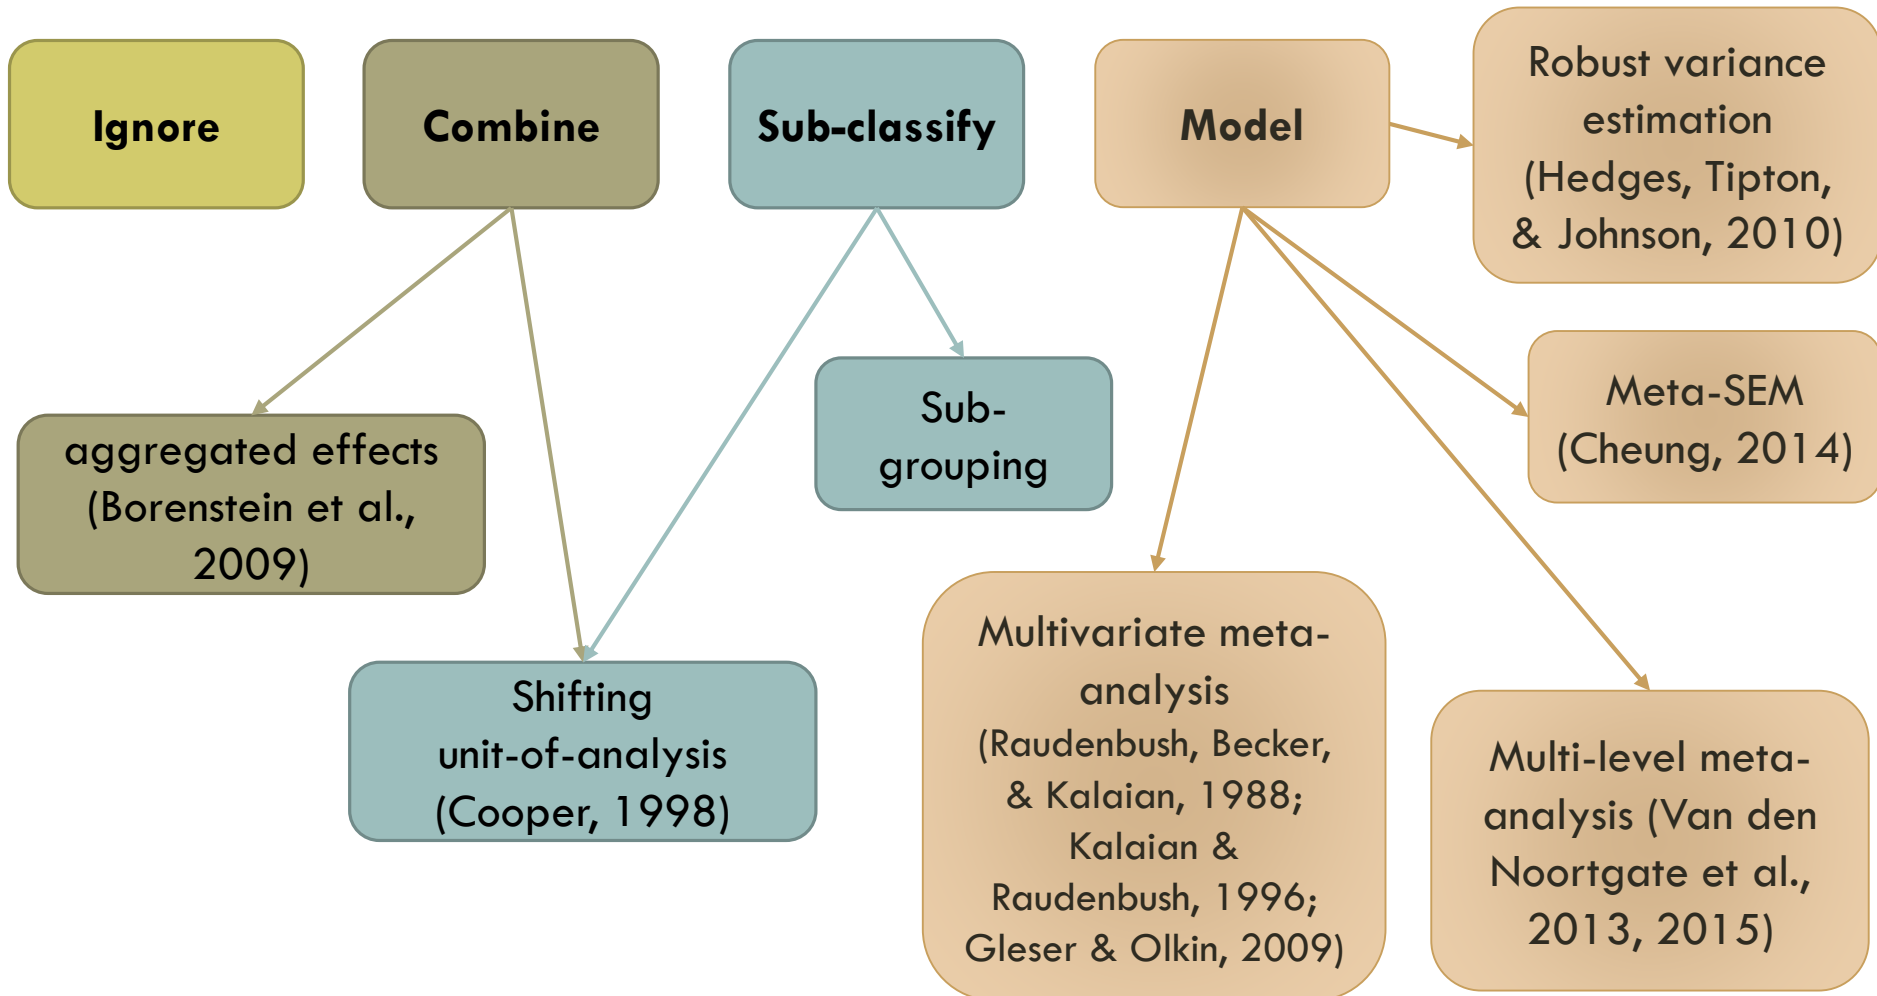 Ignore
Combine
Sub-classify
Model
Robust variance
estimation
(Hedges, Tipton,
& Johnson, 2010)
aggregated effects
(Borenstein et al.,
2009)
Sub-
grouping
Meta-SEM
(Cheung, 2014)
Shifting
unit-of-analysis
(Cooper, 1998)
Multivariate meta-
analysis
(Raudenbush, Becker,
& Kalaian, 1988;
Kalaian &
Raudenbush, 1996;
Gleser & Olkin, 2009)
Multi-level meta-
analysis (Van den
Noortgate et al.,
2013, 2015)